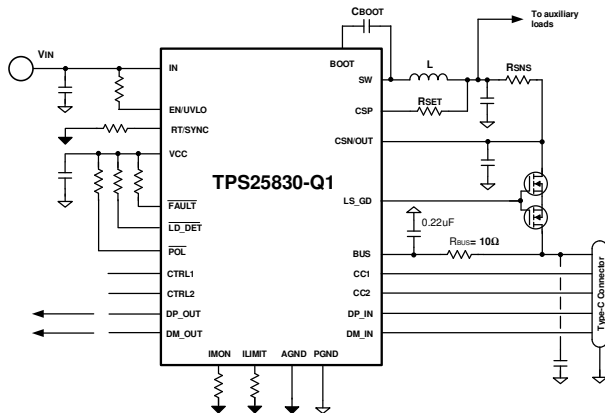 CBOOT
To auxiliary
loads
VIN
BOOT
IN
SW
L
RSNS
EN/UVLO
CSP
RSET
RT/SYNC
CSN/OUT
VCC
TPS25830-Q1
FAULT
LS_GD
LD_DET
0.22uF
POL
BUS
RBUS= 10Ω
CTRL1
CC1
CTRL2
CC2
DP_OUT
DP_IN
DM_OUT
DM_IN
Type-C Connector
IMON
ILIMIT
AGND
PGND